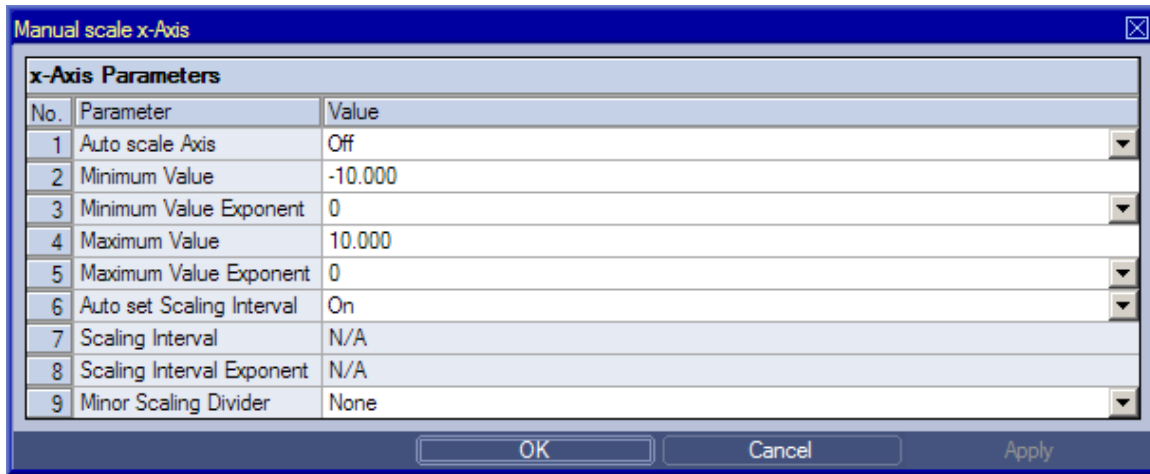 Manual scale x-Axis
x-Axis Parameters
No. Parameter Value
1 Auto scale Axis Off
2 Minimum Value -10.000
3 Minimum Value Exponent 0
4 Maximum Value 10.000
5 Maximum Value Exponent 0
6 Auto set Scaling Interval On
7 Scaling Interval N/A
8 Scaling Interval Exponent N/A
9 Minor Scaling Divider None
OK Cancel Apply